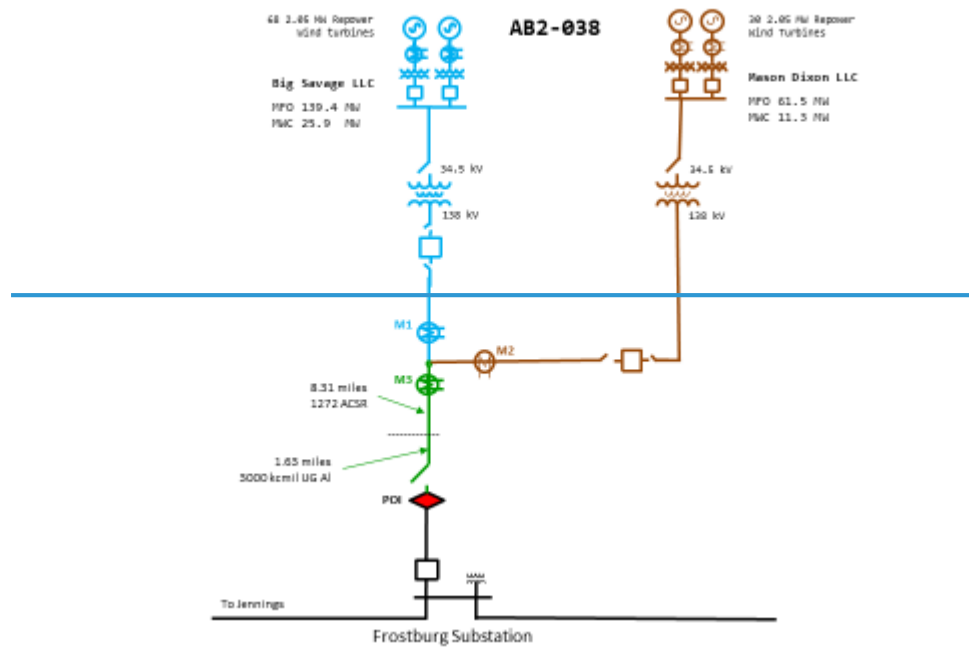 68 2.05 MW Repower
Wind Turbines
AB2-038
30 2.05 MW Repower
Wind Turbines
Big Savage LLC
MFO 139.4 MW
MWC 25.9 MW
Mason Dixon LLC
MFO 61.5 MW
MWC 11.3 MW
34.5 kV
138 kV
34.5 kV
138 kV
M1
M2
M3
8.31 miles
1272 ACSR
1.63 miles
3000 kcmil UG Al
POI
To Jennings
Frostburg Substation